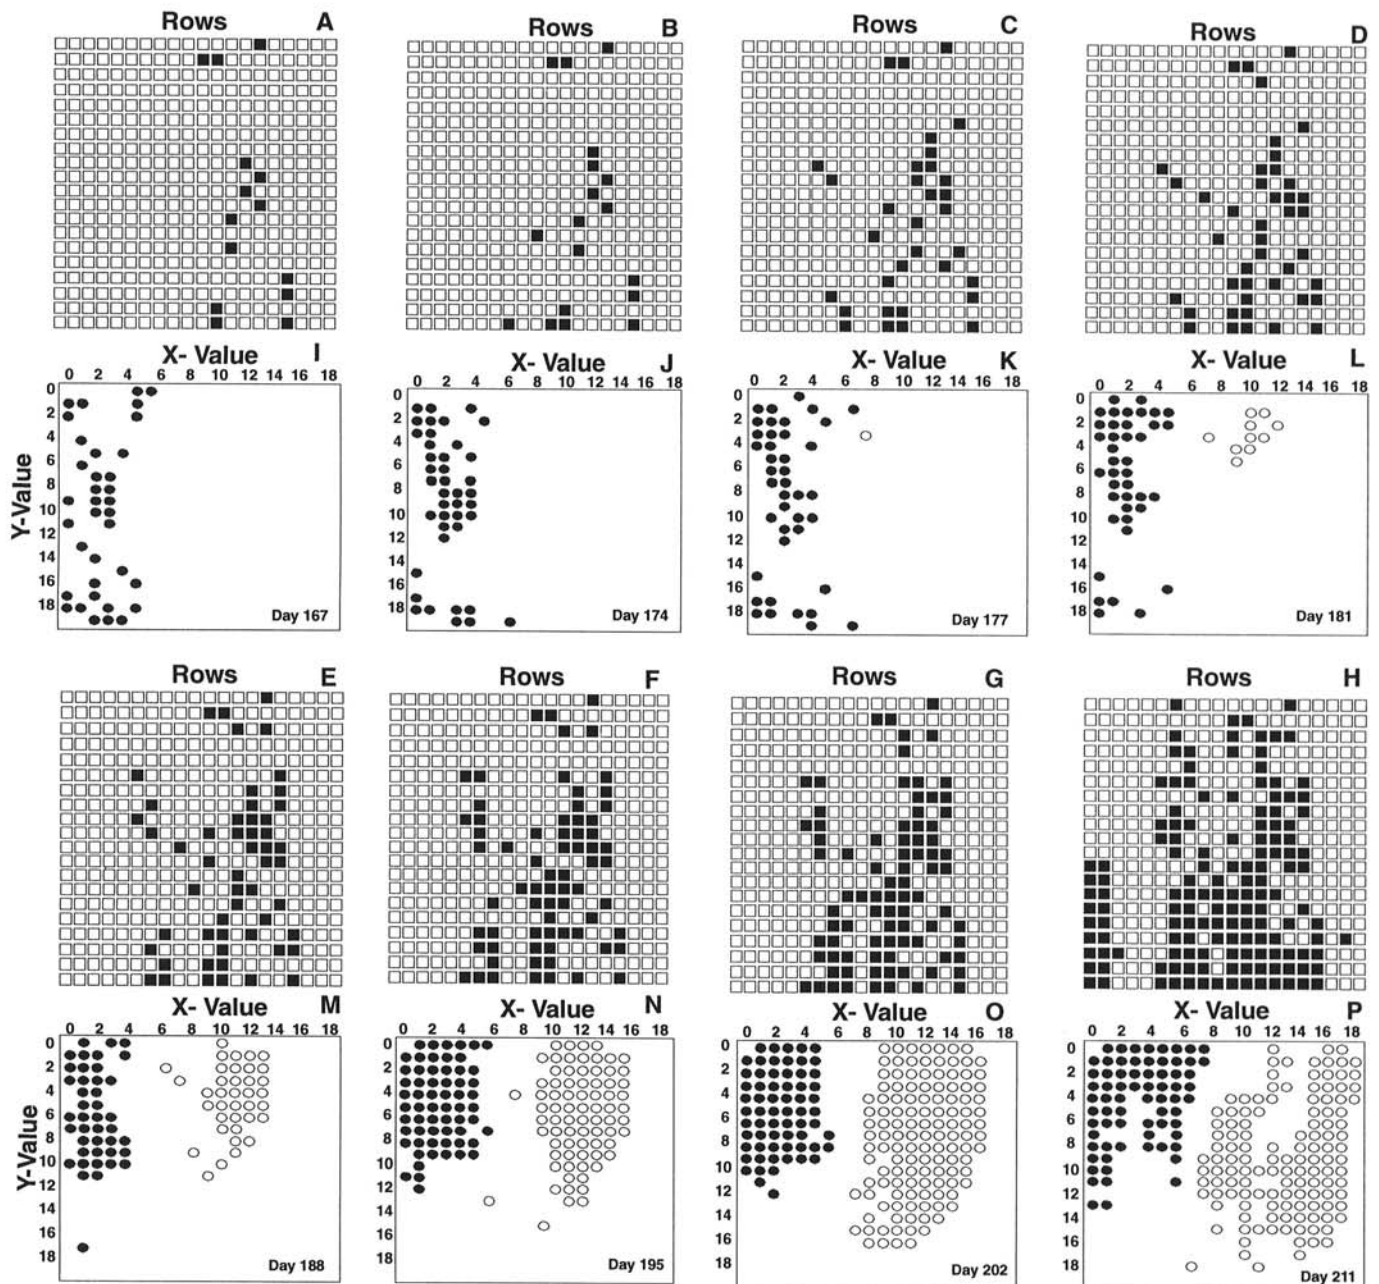 Rows A
Rows B
Rows C
Rows D
X- Value I
0 2 4 6 8 10 12 14 16 18
X- Value J
0 2 4 6 8 10 12 14 16 18
X- Value K
0 2 4 6 8 10 12 14 16 18
X- Value L
0 2 4 6 8 10 12 14 16 18
Y-Value
0
2
4
6
8
10
12
14
16
18
Day 167
0
2
4
6
8
10
12
14
16
18
Day 174
0
2
4
6
8
10
12
14
16
18
Day 177
0
2
4
6
8
10
12
14
16
18
Day 181
Rows E
Rows F
Rows G
Rows H
X- Value M
0 2 4 6 8 10 12 14 16 18
X- Value N
0 2 4 6 8 10 12 14 16 18
X- Value O
0 2 4 6 8 10 12 14 16 18
X- Value P
0 2 4 6 8 10 12 14 16 18
Y-Value
0
2
4
6
8
10
12
14
16
18
Day 188
0
2
4
6
8
10
12
14
16
18
Day 195
0
2
4
6
8
10
12
14
16
18
Day 202
0
2
4
6
8
10
12
14
16
18
Day 211